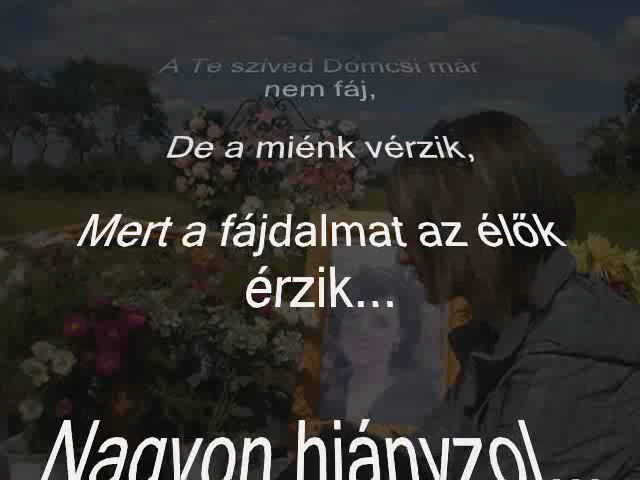 A Te szíved Domcsi már
nem fáj,
De a miénk vérzik,
Mert a fájdalmat az élők
érzik...
Nagyon hiányzol...